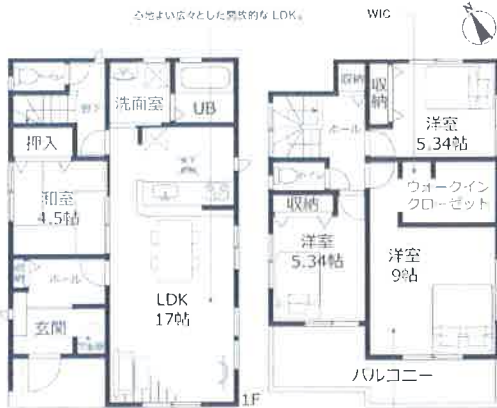 心地よい広々とした開放的なLDK。
WIC
N
洗面室
UB
押入
和室
4.5帖
ホール
玄関
LDK
17帖
1F
収納
収納
ホール
洋室
5.34帖
トイレ
ウォークイン
クローゼット
収納
洋室
5.34帖
洋室
9帖
バルコニー